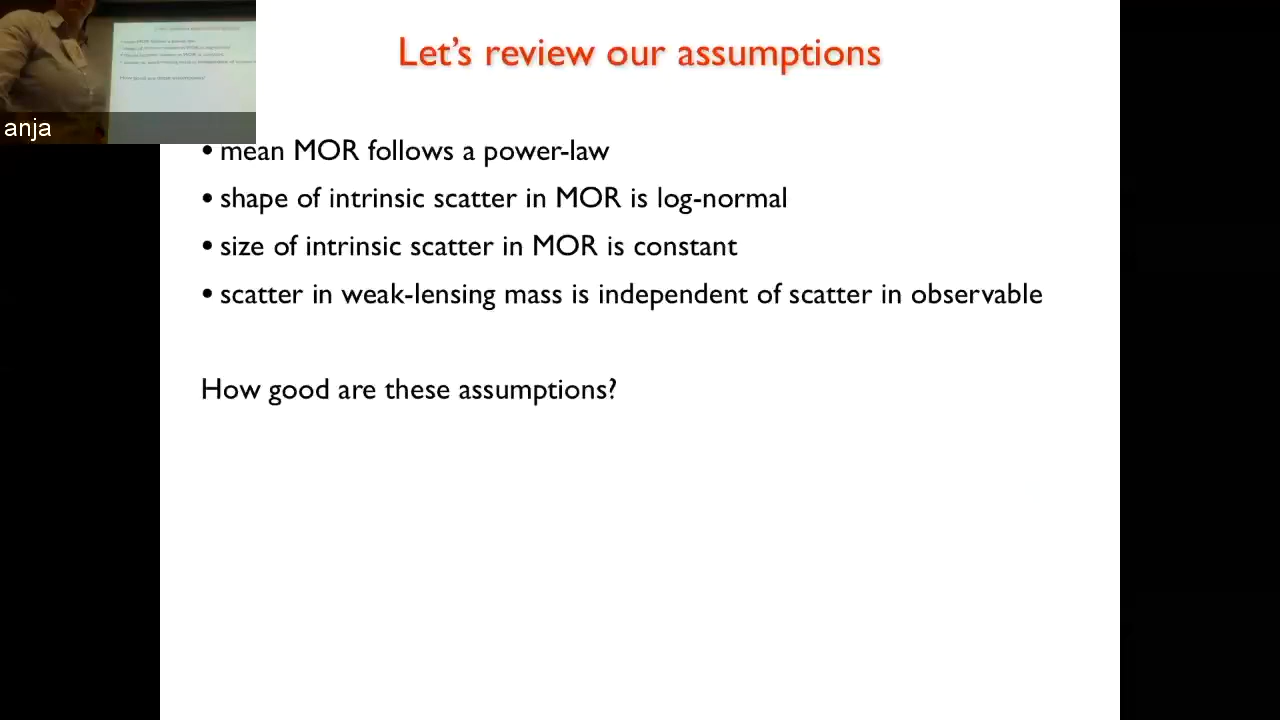 Let's review our assumptions
anja
• mean MOR follows a power-law
• shape of intrinsic scatter in MOR is log-normal
• size of intrinsic scatter in MOR is constant
• scatter in weak-lensing mass is independent of scatter in observable
How good are these assumptions?